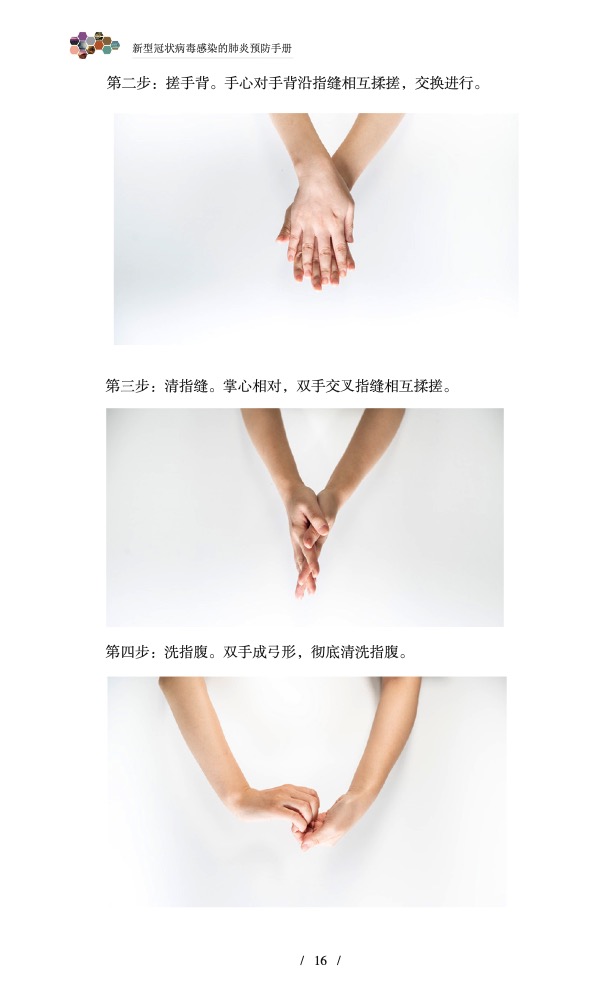 新型冠状病毒感染的肺炎预防手册
第二步：搓手背。手心对手背沿指缝相互揉搓，交换进行。
第三步：清指缝。掌心相对，双手交叉指缝相互揉搓。
第四步：洗指腹。双手成弓形，彻底清洗指腹。
/ 16 /